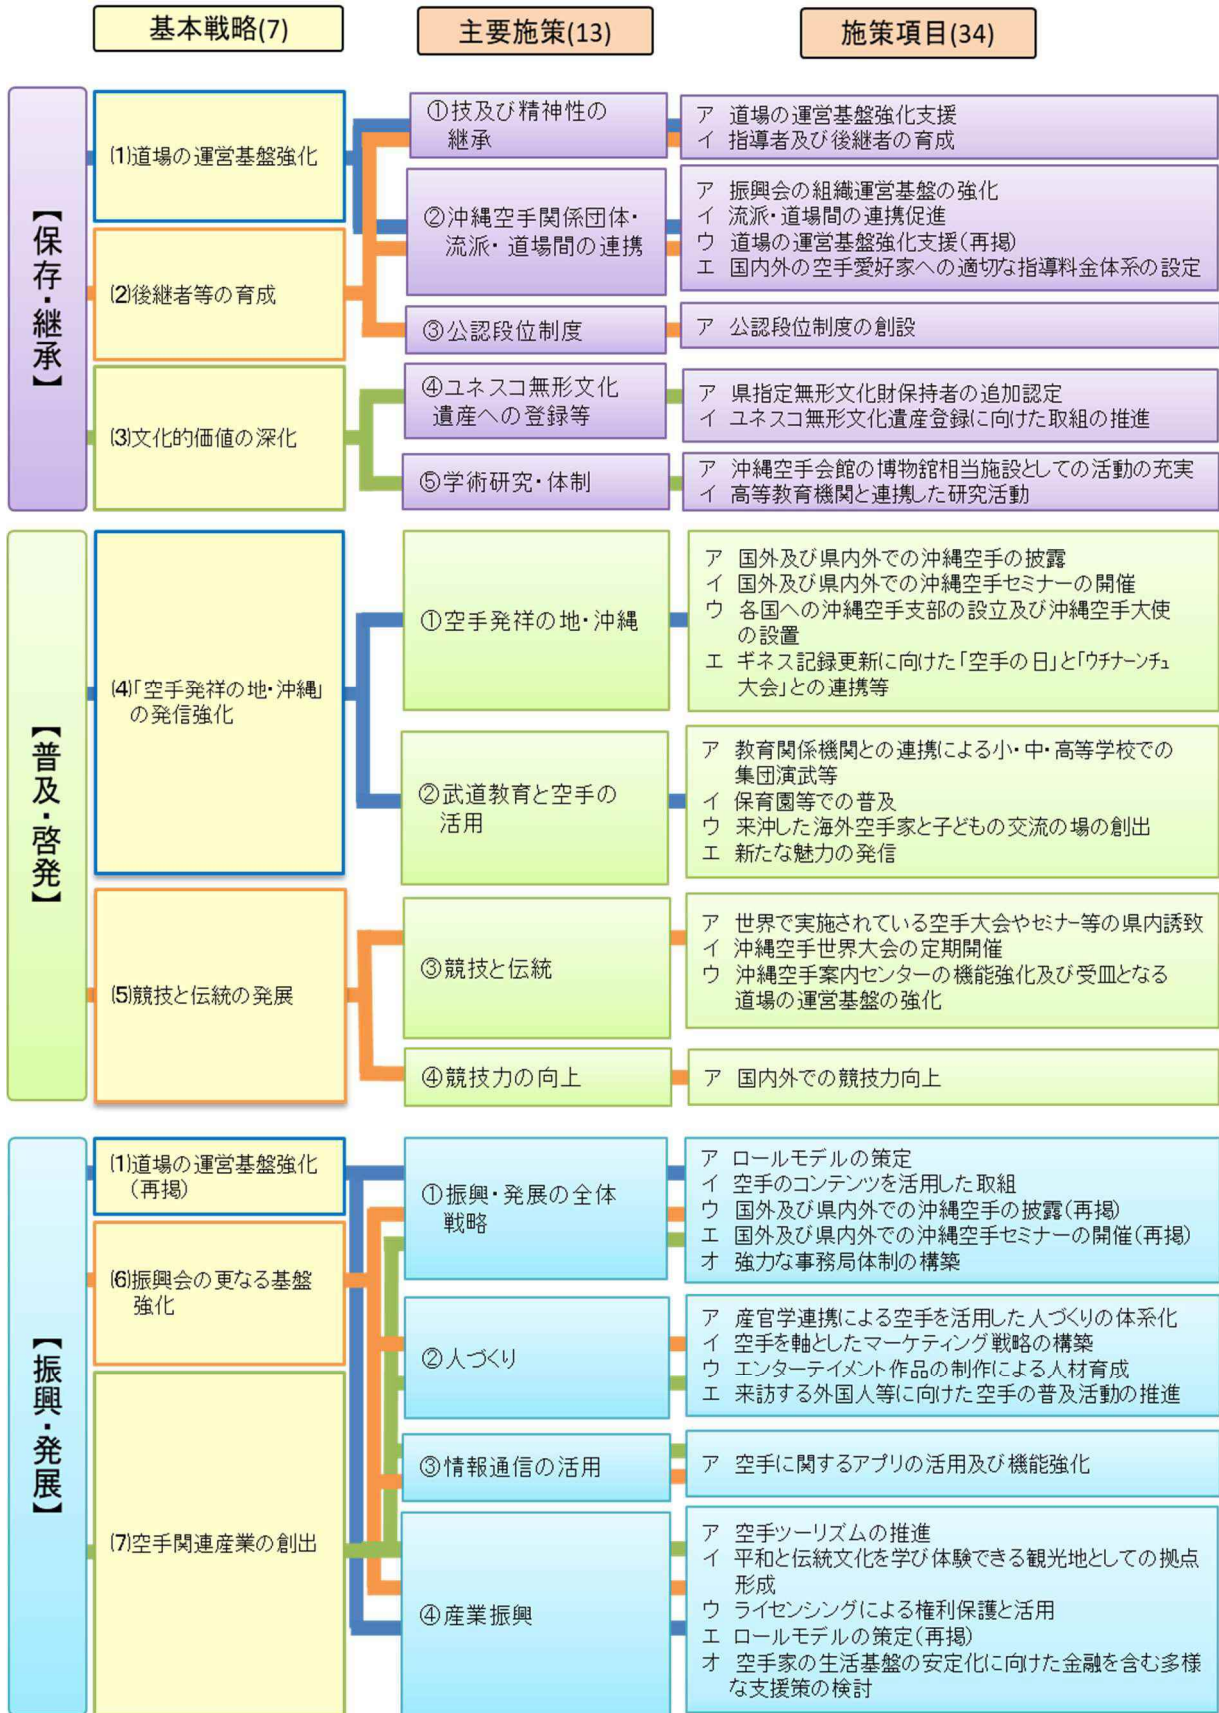 基本戦略(7)
主要施策(13)
施策項目(34)
【保存・継承】
⑴道場の運営基盤強化
⑵後継者等の育成
⑶文化的価値の深化
①技及び精神性の
継承
ア 道場の運営基盤強化支援
イ 指導者及び後継者の育成
②沖縄空手関係団体・
流派・道場間の連携
ア 振興会の組織運営基盤の強化
イ 流派・道場間の連携促進
ウ 道場の運営基盤強化支援(再掲)
エ 国内外の空手愛好家への適切な指導料金体系の設定
③公認段位制度
ア 公認段位制度の創設
④ユネスコ無形文化
遺産への登録等
ア 県指定無形文化財保持者の追加認定
イ ユネスコ無形文化遺産登録に向けた取組の推進
⑤学術研究・体制
ア 沖縄空手会館の博物舘相当施設としての活動の充実
イ 高等教育機関と連携した研究活動
【普及・啓発】
⑷「空手発祥の地・沖縄」
の発信強化
⑸競技と伝統の発展
①空手発祥の地・沖縄
ア 国外及び県内外での沖縄空手の披露
イ 国外及び県内外での沖縄空手セミナーの開催
ウ 各国への沖縄空手支部の設立及び沖縄空手大使
の設置
エ ギネス記録更新に向けた「空手の日」と「ウチナーンチュ
大会」との連携等
②武道教育と空手の
活用
ア 教育関係機関との連携による小・中・高等学校での
集団演武等
イ 保育園等での普及
ウ 来沖した海外空手家と子どもの交流の場の創出
エ 新たな魅力の発信
③競技と伝統
ア 世界で実施されている空手大会やセミナー等の県内誘致
イ 沖縄空手世界大会の定期開催
ウ 沖縄空手案内センターの機能強化及び受皿となる
道場の運営基盤の強化
④競技力の向上
ア 国内外での競技力向上
【振興・発展】
⑴道場の運営基盤強化
(再掲)
⑹振興会の更なる基盤
強化
⑺空手関連産業の創出
①振興・発展の全体
戦略
ア ロールモデルの策定
イ 空手のコンテンツを活用した取組
ウ 国外及び県内外での沖縄空手の披露(再掲)
エ 国外及び県内外での沖縄空手セミナーの開催(再掲)
オ 強力な事務局体制の構築
②人づくり
ア 産官学連携による空手を活用した人づくりの体系化
イ 空手を軸としたマーケティング戦略の構築
ウ エンターテイメント作品の制作による人材育成
エ 来訪する外国人等に向けた空手の普及活動の推進
③情報通信の活用
ア 空手に関するアプリの活用及び機能強化
④産業振興
ア 空手ツーリズムの推進
イ 平和と伝統文化を学び体験できる観光地としての拠点
形成
ウ ライセンシングによる権利保護と活用
エ ロールモデルの策定(再掲)
オ 空手家の生活基盤の安定化に向けた金融を含む多様
な支援策の検討